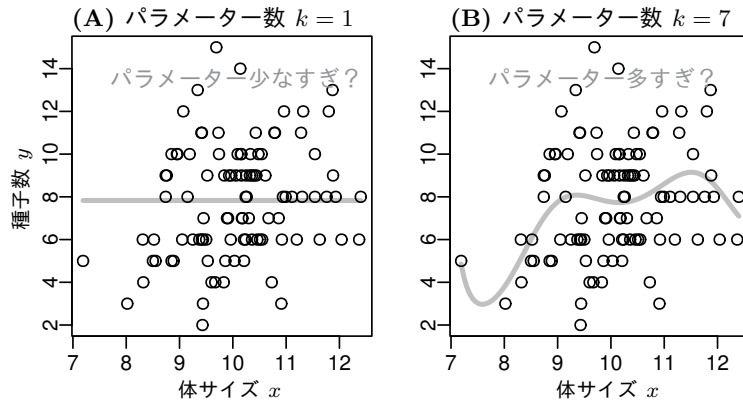 (A) パラメーター数 k = 1
パラメーター少なすぎ？
種子数 y
2 4 6 8 10 12 14
7 8 9 10 11 12
体サイズ x
(B) パラメーター数 k = 7
パラメーター多すぎ？
2 4 6 8 10 12 14
7 8 9 10 11 12
体サイズ x